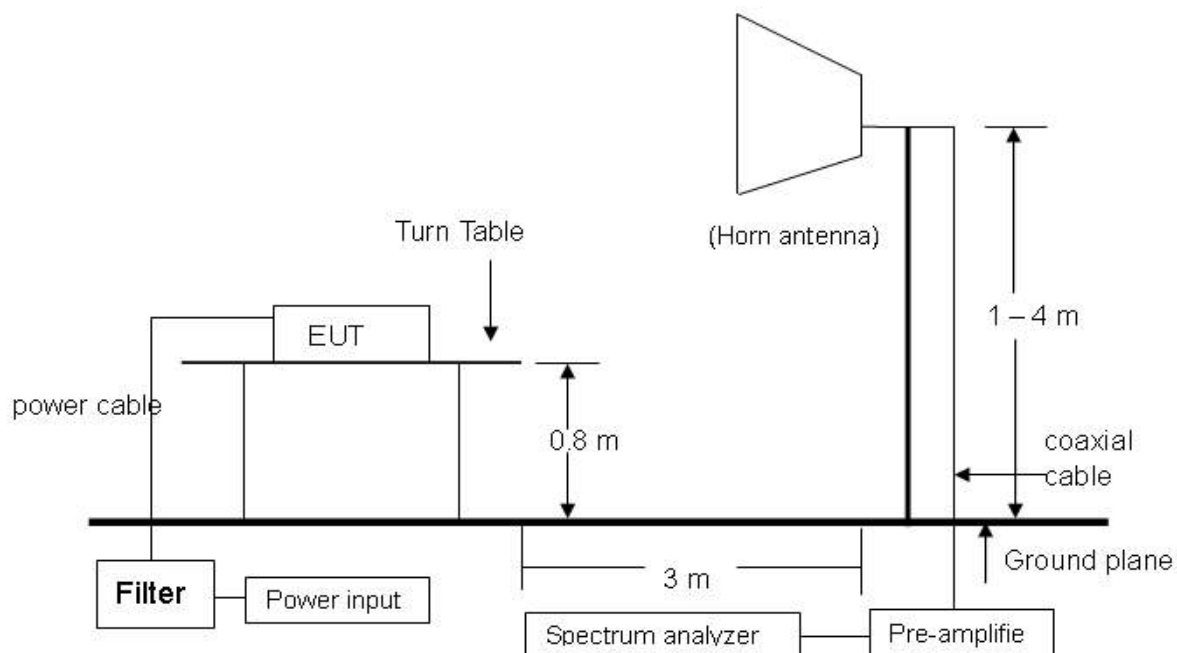 (Horn antenna)
Turn Table
EUT
1 – 4 m
power cable
0.8 m
coaxial
cable
Ground plane
3 m
Filter
Power input
Spectrum analyzer
Pre-amplifie